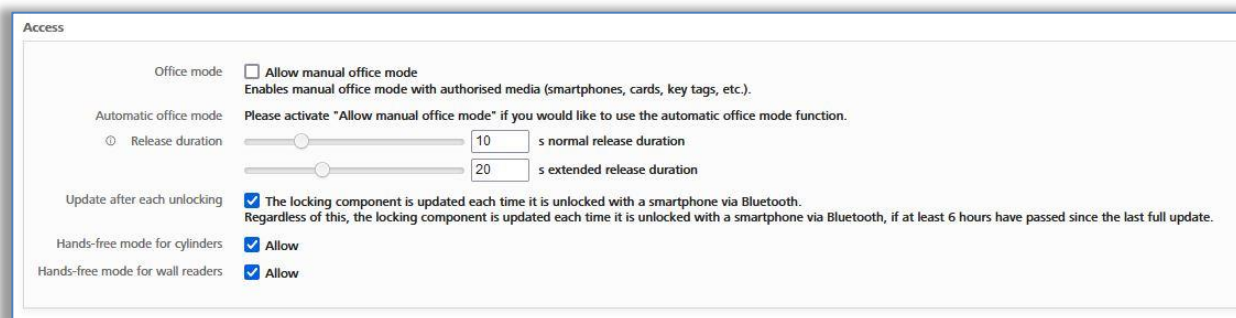 Access
Office mode Allow manual office mode
Enables manual office mode with authorised media (smartphones, cards, key tags, etc.).
Automatic office mode Please activate "Allow manual office mode" if you would like to use the automatic office mode function.
Release duration 10 s normal release duration
20 s extended release duration
Update after each unlocking The locking component is updated each time it is unlocked with a smartphone via Bluetooth.
Regardless of this, the locking component is updated each time it is unlocked with a smartphone via Bluetooth, if at least 6 hours have passed since the last full update.
Hands-free mode for cylinders Allow
Hands-free mode for wall readers Allow